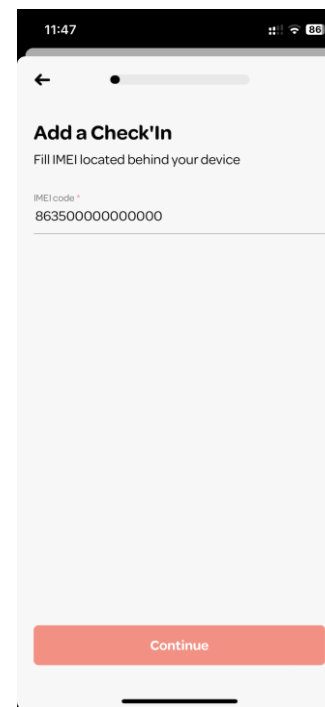 11:47
86
Add a Check'In
Fill IMEI located behind your device
IMEI code *
863500000000000
Continue